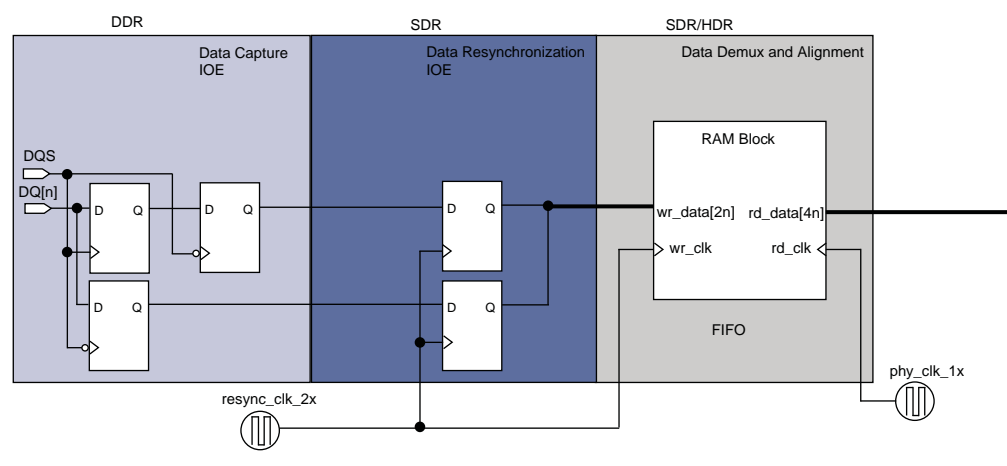 DDR
SDR
SDR/HDR
Data Capture
IOE
Data Resynchronization
IOE
Data Demux and Alignment
RAM Block
DQS
DQ[n]
D
Q
D
Q
D
Q
wr_data[2n]
rd_data[4n]
wr_clk
rd_clk
D
Q
D
Q
FIFO
phy_clk_1x
resync_clk_2x